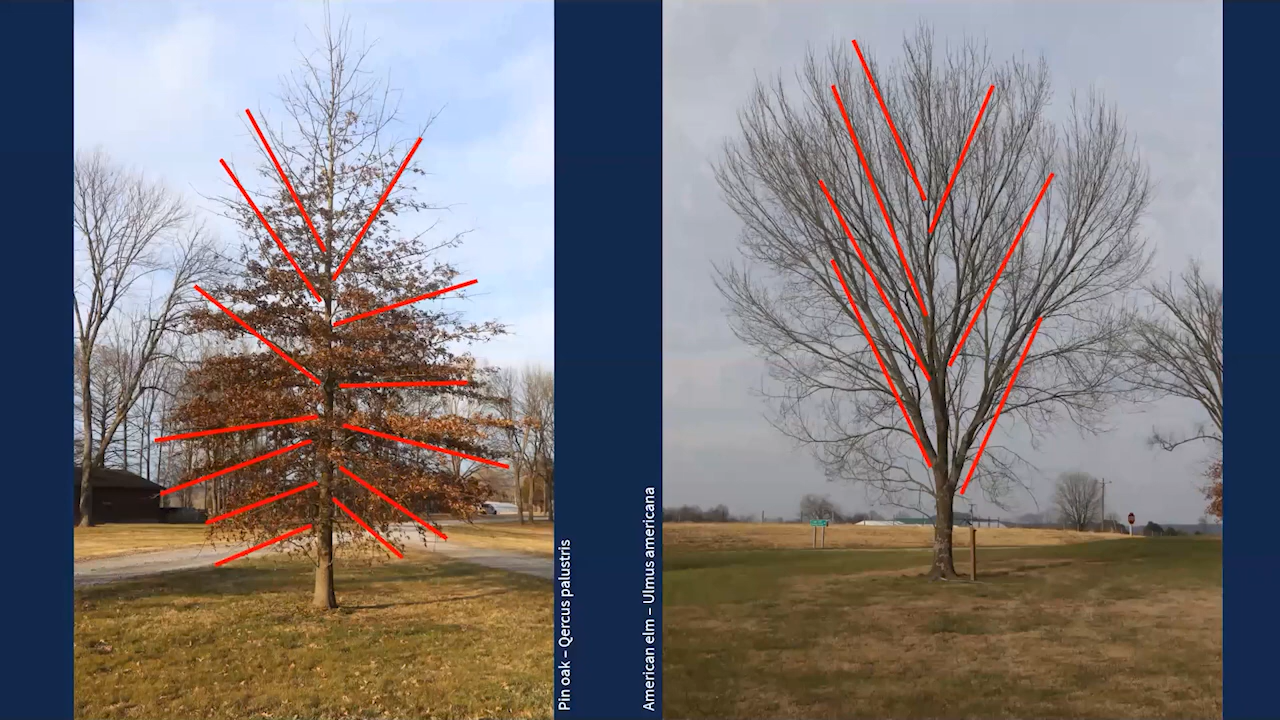 Pin oak – Qercus palustris
American elm – Ulmus americana